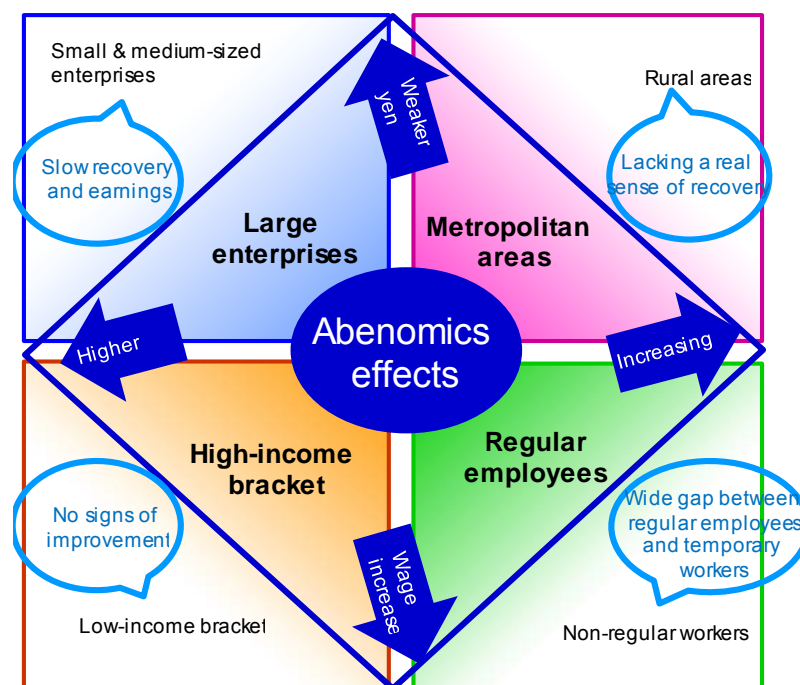 Small & medium-sized
enterprises
Rural areas
Weaker
yen
Slow recovery
and earnings
Lacking a real
sense of recovery
Large
enterprises
Metropolitan
areas
Higher
Abenomics
effects
Increasing
High-income
bracket
Regular
employees
No signs of
improvement
Wage
increase
Wide gap between
regular employees
and temporary
workers
Low-income bracket
Non-regular workers